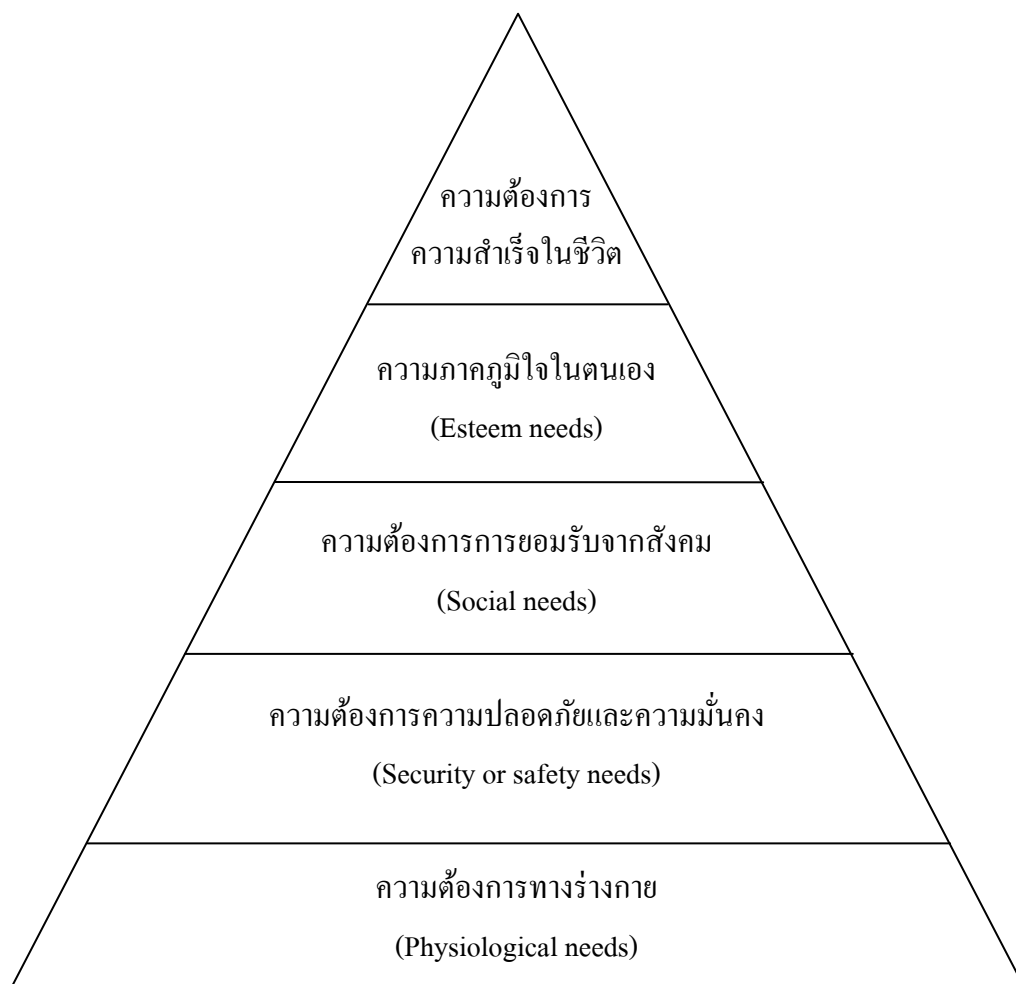 ความต้องการ
ความสำเร็จในชีวิต
ความภาคภูมิใจในตนเอง
(Esteem needs)
ความต้องการการยอมรับจากสังคม
(Social needs)
ความต้องการความปลอดภัยและความมั่นคง
(Security or safety needs)
ความต้องการทางร่างกาย
(Physiological needs)